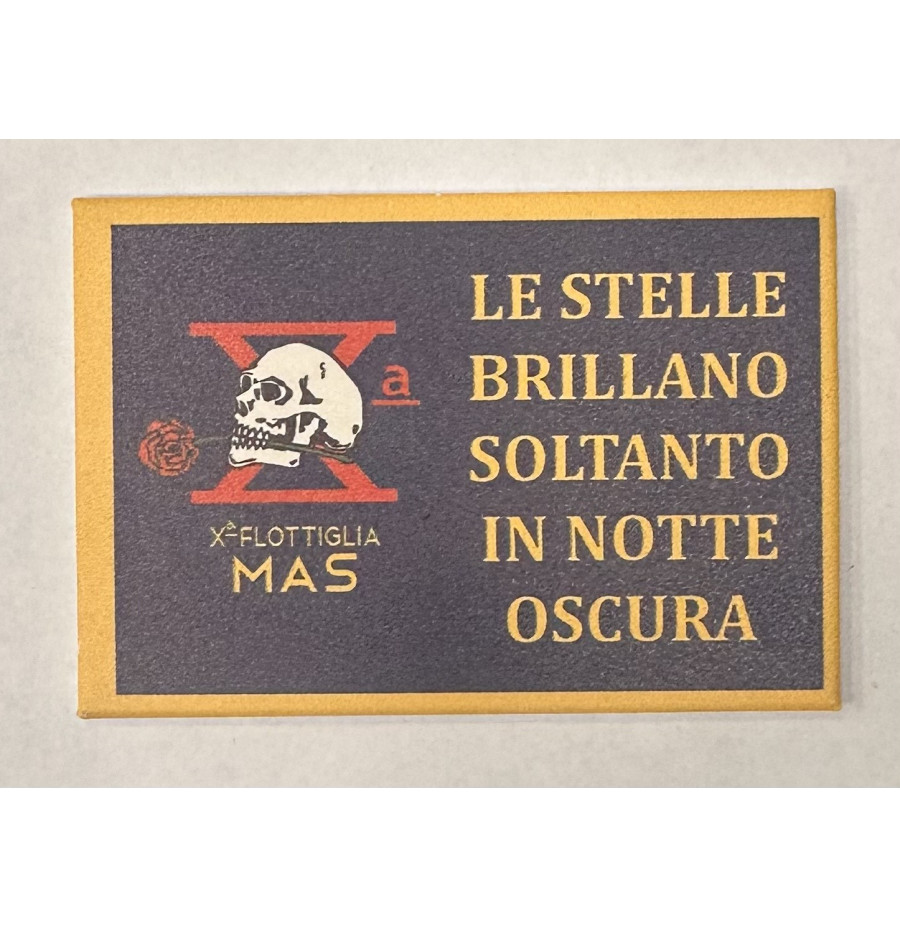 Xª
Xª FLOTTIGLIA
MAS
LE STELLE
BRILLANO
SOLTANTO
IN NOTTE
OSCURA